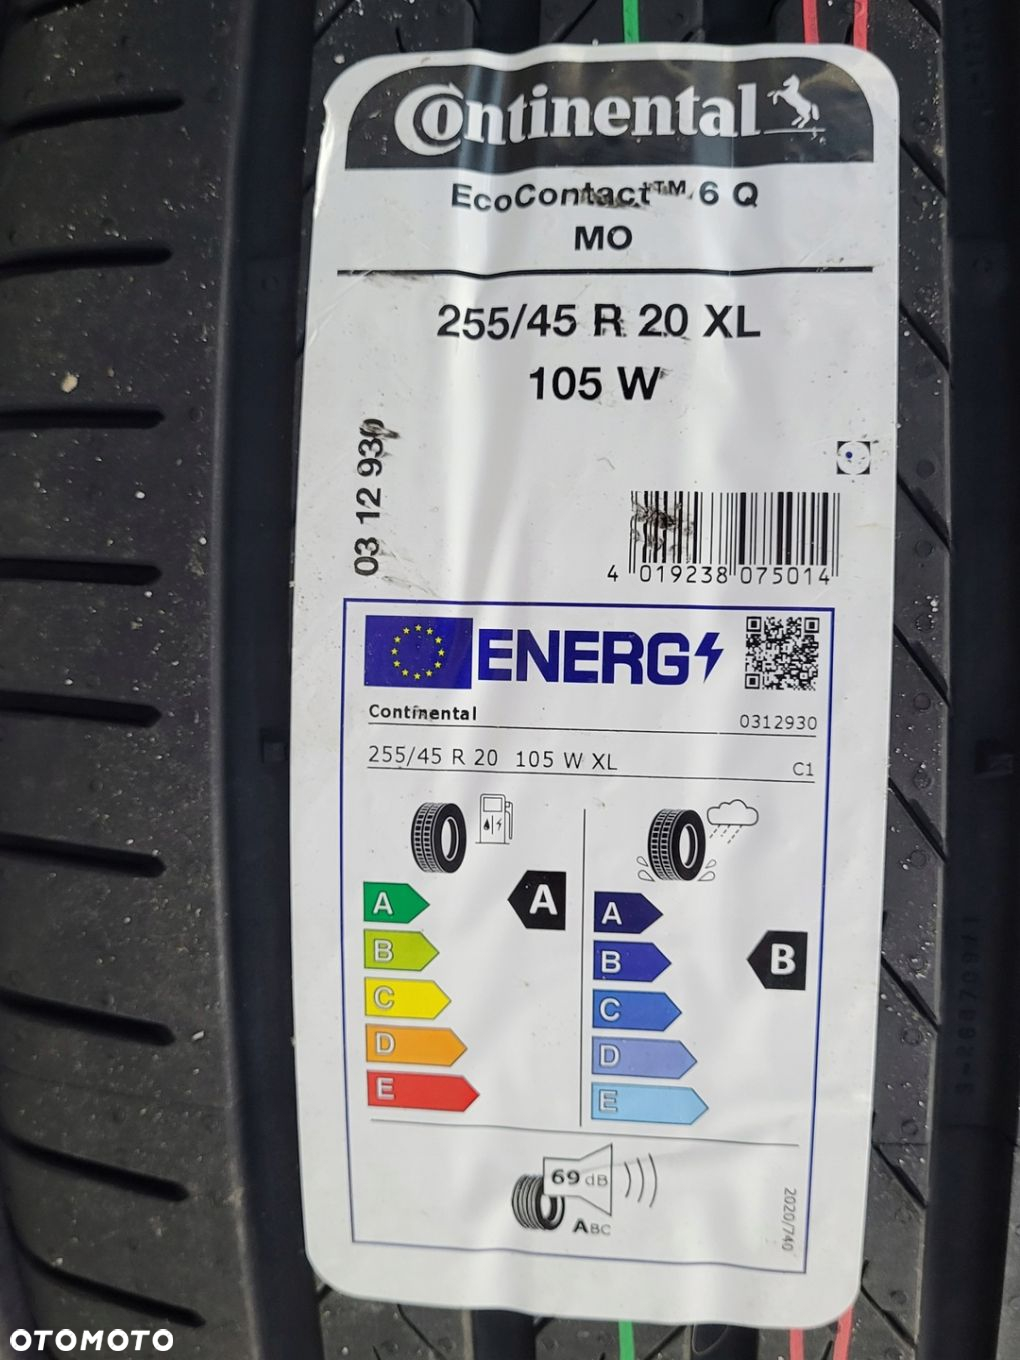 Continental
EcoContact™ 6 Q
MO
255/45 R 20 XL
105 W
03 12 930
4 019238 075014
ENERG
Continental
0312930
255/45 R 20 105 W XL
C1
A
B
C
D
E
A
A
B
C
D
E
B
69 dB
ABC
2020/740
OTOMOTO